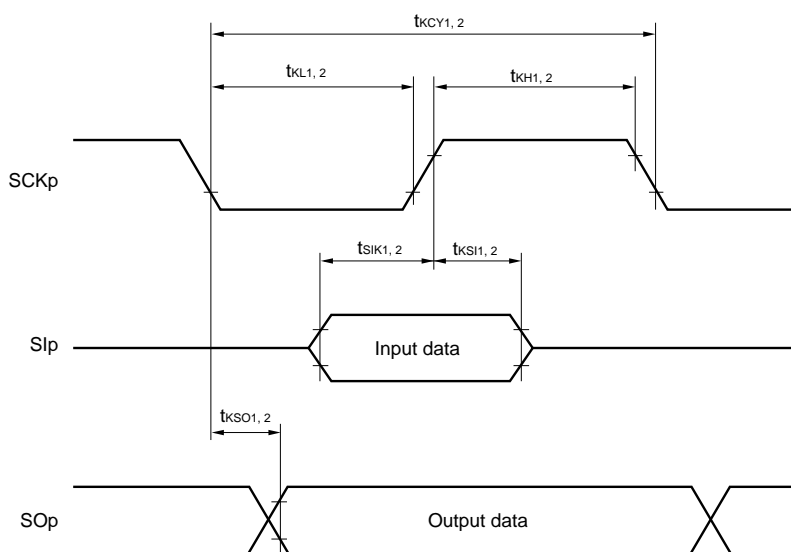 tKCY1, 2
tKL1, 2
tKH1, 2
SCKp
tSIK1, 2
tKSI1, 2
SIp
Input data
tKSO1, 2
SOp
Output data